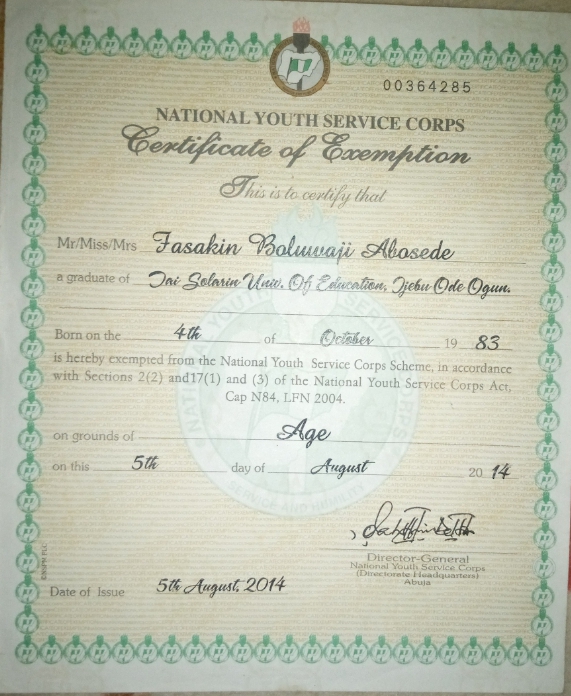 00364285
NATIONAL YOUTH SERVICE CORPS
Certificate of Exemption
This is to certify that
Mr/Miss/Mrs Fasakin Boluwaji Abosede
a graduate of Tai Solarin Univ. Of Education, Ijebu Ode Ogun.
Born on the 4th of October 19 83
is hereby exempted from the National Youth Service Corps Scheme, in accordance
with Sections 2(2) and17(1) and (3) of the National Youth Service Corps Act,
Cap N84, LFN 2004.
on grounds of Age
on this 5th day of August 20 14
Director-General
National Youth Service Corps
(Directorate Headquarters)
Abuja
Date of Issue 5th August, 2014